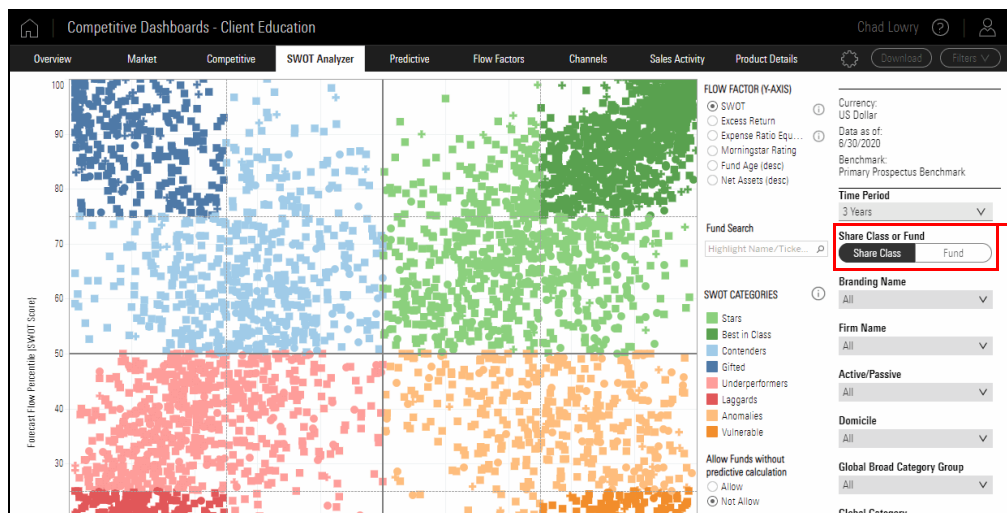 Competitive Dashboards - Client Education
Chad Lowry
Overview
Market
Competitive
SWOT Analyzer
Predictive
Flow Factors
Channels
Sales Activity
Product Details
Download
Filters
Forecast Flow Percentile (SWOT Score)
100
90
80
70
60
50
40
30
FLOW FACTOR (Y-AXIS)
SWOT
Excess Return
Expense Ratio Equ...
Morningstar Rating
Fund Age (desc)
Net Assets (desc)
Fund Search
Highlight Name/Ticke...
SWOT CATEGORIES
Stars
Best in Class
Contenders
Gifted
Underperformers
Laggards
Anomalies
Vulnerable
Allow Funds without
predictive calculation
Allow
Not Allow
Currency:
US Dollar
Data as of:
6/30/2020
Benchmark:
Primary Prospectus Benchmark
Time Period
3 Years
Share Class or Fund
Share Class
Fund
Branding Name
All
Firm Name
All
Active/Passive
All
Domicile
All
Global Broad Category Group
All
Global Category